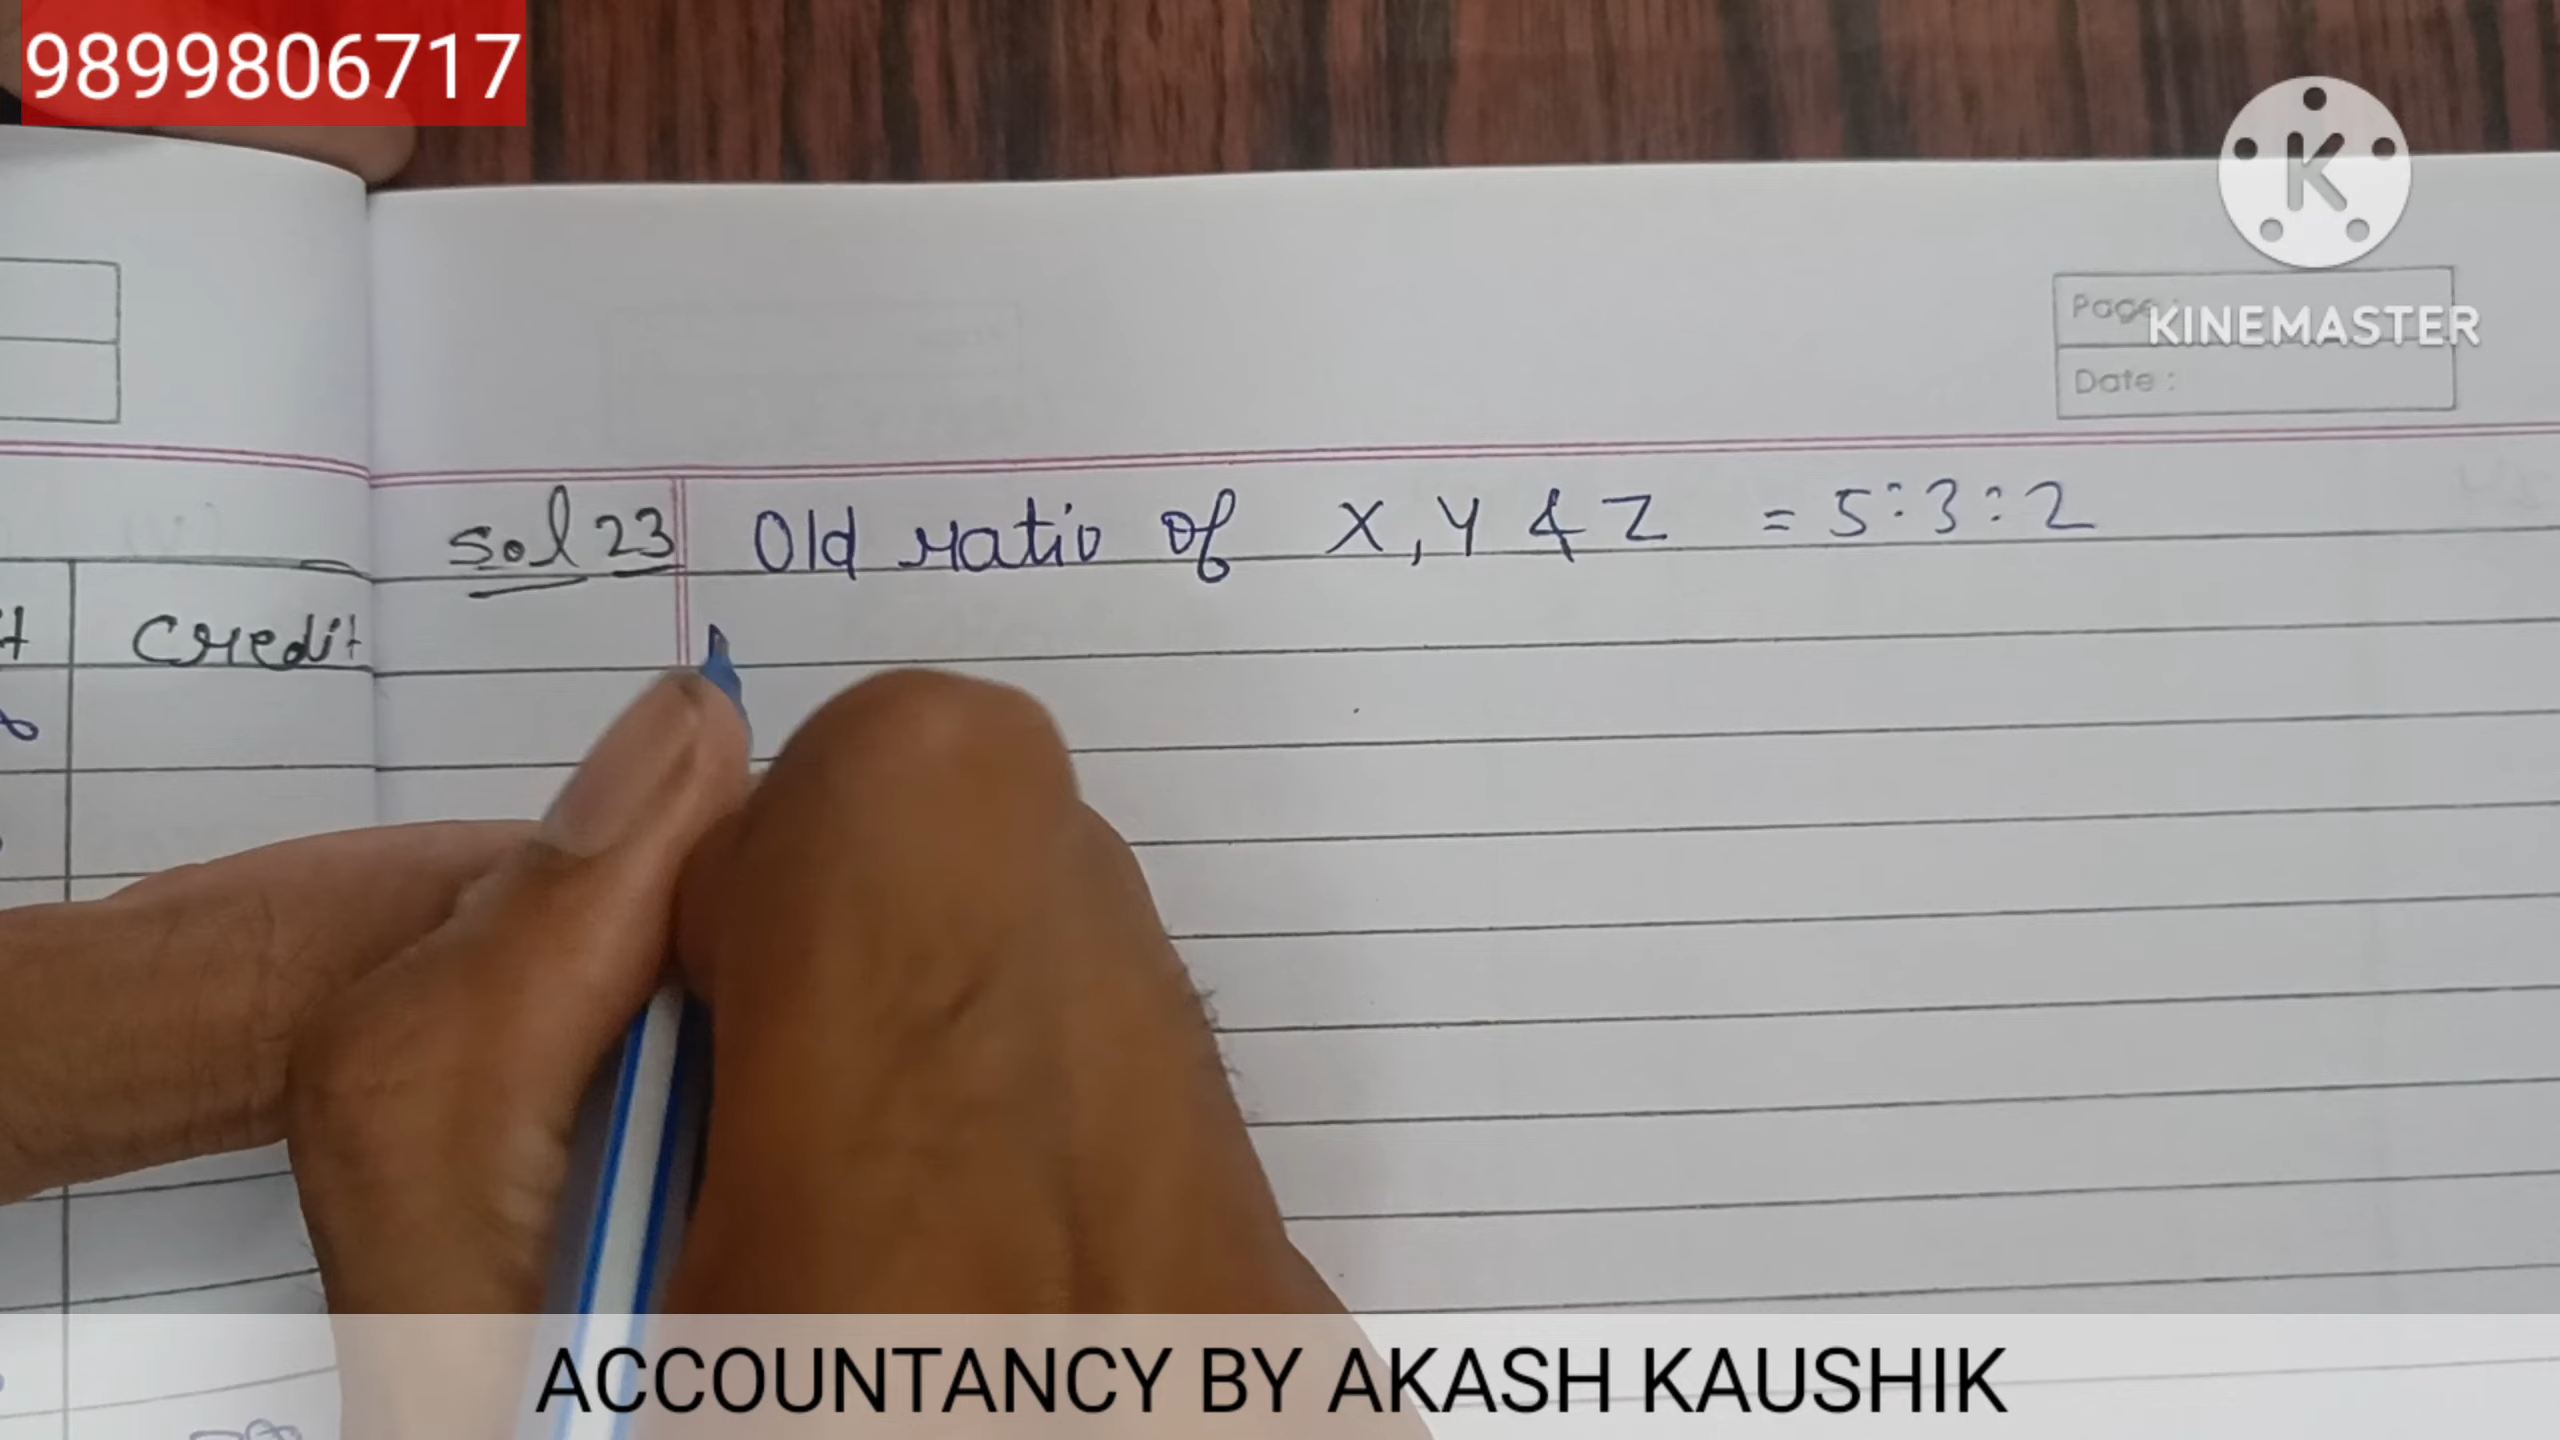 9899806717
KINEMASTER
Page:
Date:
Sol 23 Old ratio of X, Y & Z = 5:3:2
Credit
ACCOUNTANCY BY AKASH KAUSHIK